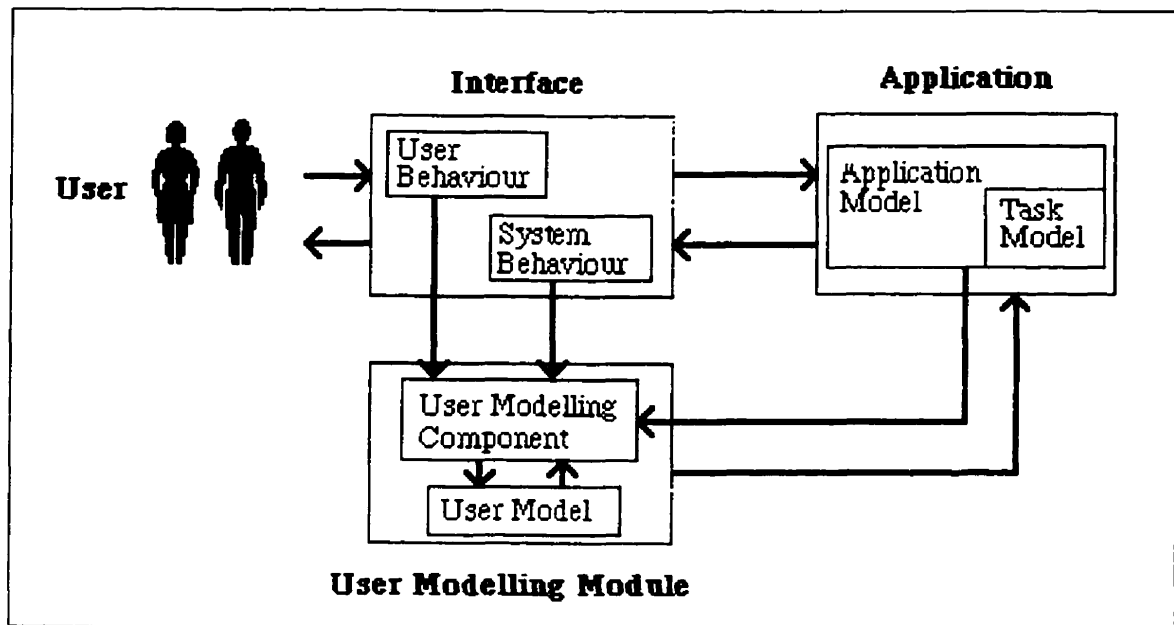 Interface
Application
User
User
Behaviour
System
Behaviour
Application
Model
Task
Model
User Modelling
Component
User Model
User Modelling Module